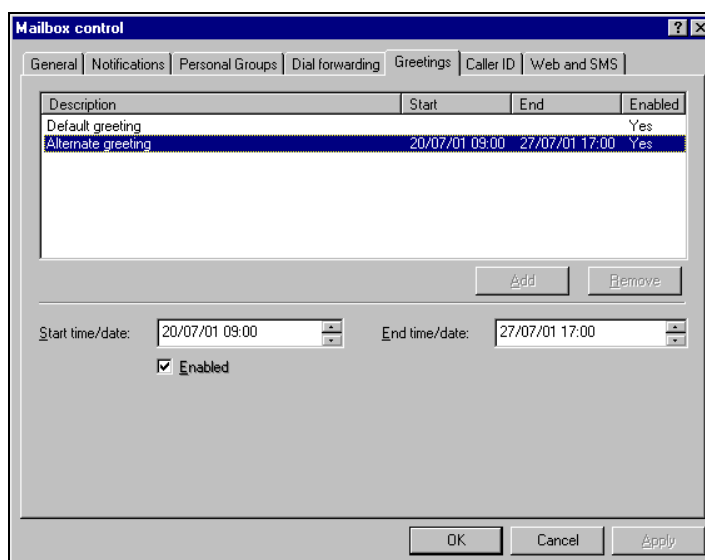 Mailbox control
General Notifications Personal Groups Dial forwarding Greetings Caller ID Web and SMS
Description Start End Enabled
Default greeting Yes
Alternate greeting 20/07/01 09:00 27/07/01 17:00 Yes
Add Remove
Start time/date: 20/07/01 09:00 End time/date: 27/07/01 17:00
Enabled
OK Cancel Apply